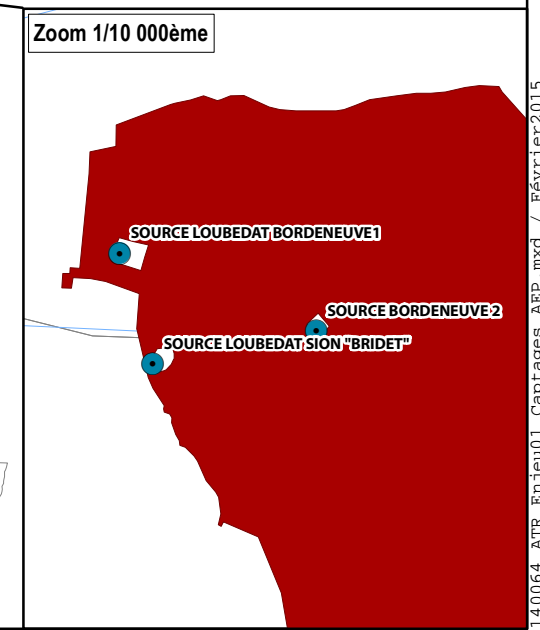 Zoom 1/10 000ème
SOURCE LOUBEDAT BORDENEUVE1
SOURCE BORDENEUVE 2
SOURCE LOUBEDAT SION "BRIDET"
140064_ATR_Enjeu01_Captages_AEP.mxd / Février2015